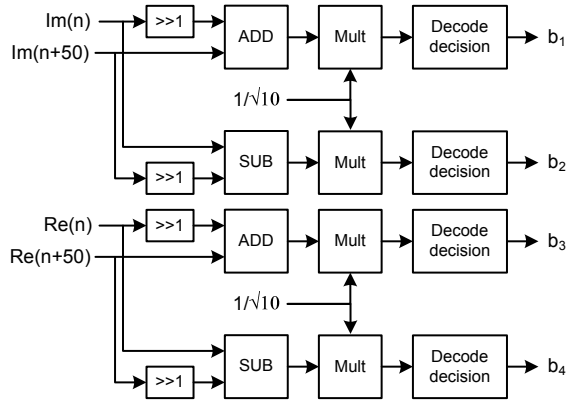 Im(n) >>1 ADD Mult Decode decision b1
Im(n+50)
1/√10
SUB Mult Decode decision b2
>>1
Re(n) >>1 ADD Mult Decode decision b3
Re(n+50)
1/√10
SUB Mult Decode decision b4
>>1